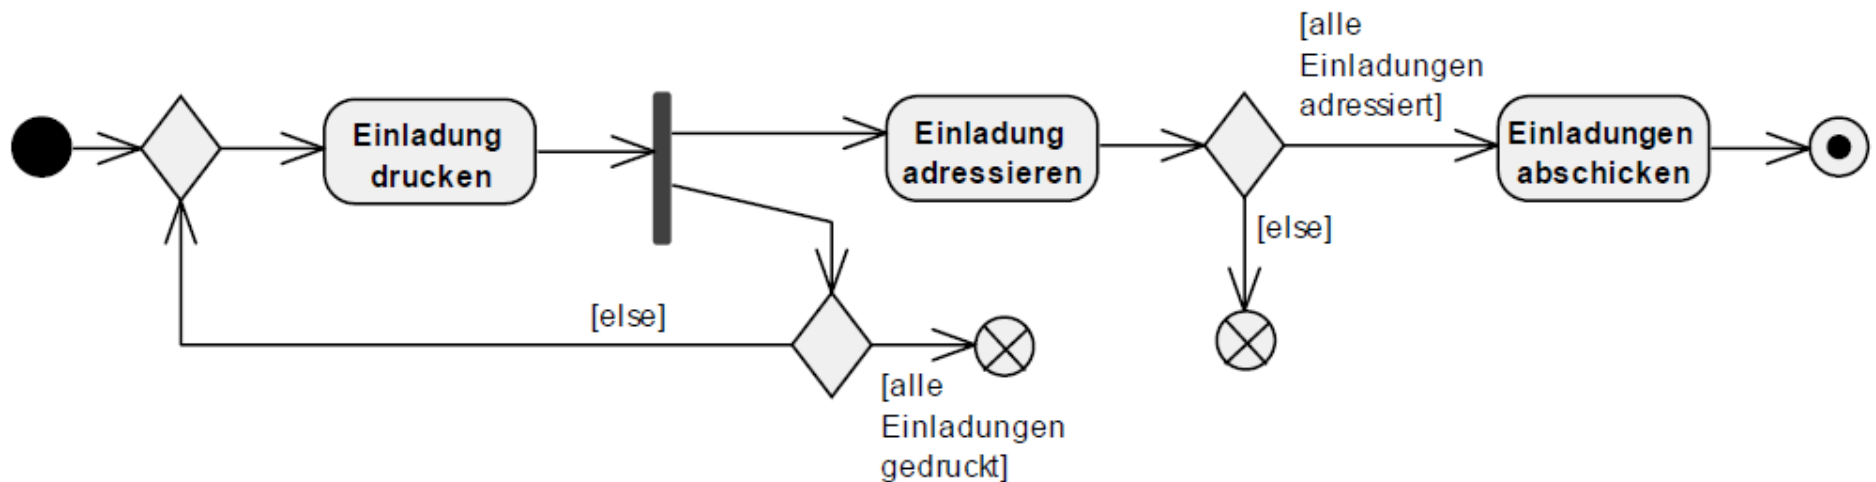 [alle
Einladungen
adressiert]
Einladung
drucken
Einladung
adressieren
Einladungen
abschicken
[else]
[else]
[alle
Einladungen
gedruckt]